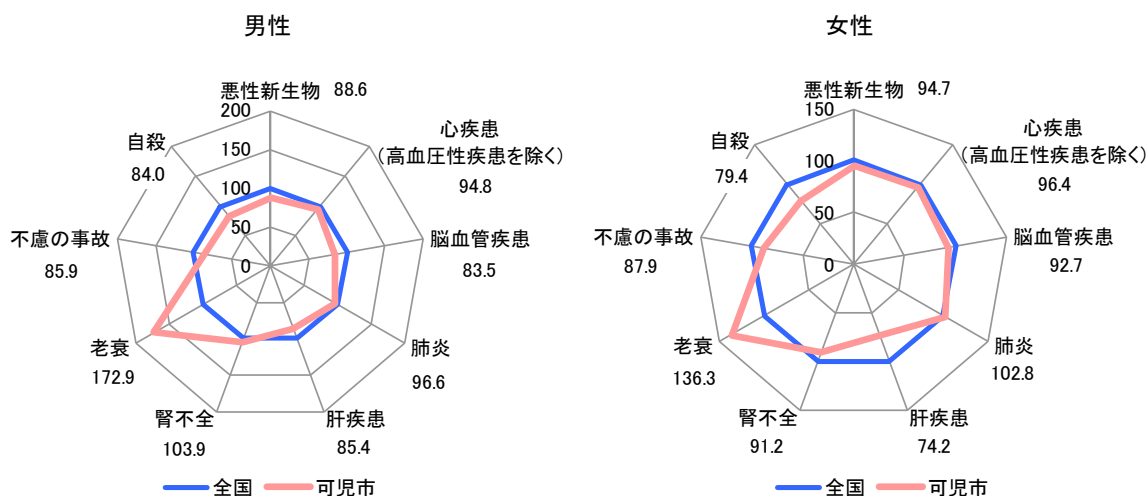 男性
悪性新生物 88.6
200
150
100
50
0
心疾患
(高血圧性疾患を除く)
94.8
脳血管疾患
83.5
肺炎
96.6
肝疾患
85.4
腎不全
103.9
老衰
172.9
不慮の事故
85.9
自殺
84.0
全国 可児市
女性
悪性新生物 94.7
150
100
50
0
心疾患
(高血圧性疾患を除く)
96.4
脳血管疾患
92.7
肺炎
102.8
肝疾患
74.2
腎不全
91.2
老衰
136.3
不慮の事故
87.9
自殺
79.4
全国 可児市